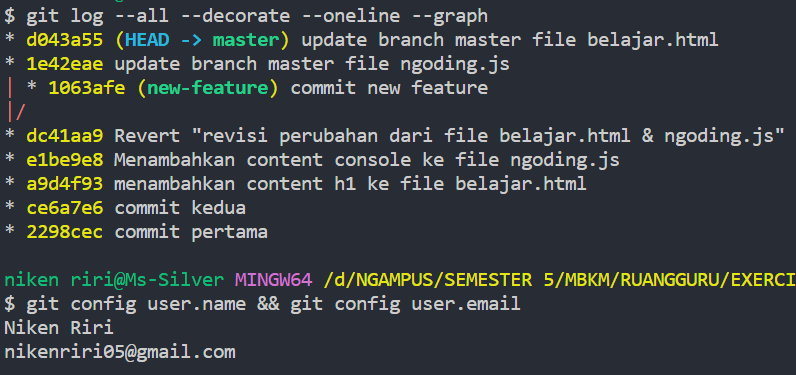 $ git log --all --decorate --oneline --graph
* d043a55 (HEAD -> master) update branch master file belajar.html
* 1e42eae update branch master file ngoding.js
| * 1063afe (new-feature) commit new feature
|/
* dc41aa9 Revert "revisi perubahan dari file belajar.html & ngoding.js"
* e1be9e8 Menambahkan content console ke file ngoding.js
* a9d4f93 menambahkan content h1 ke file belajar.html
* ce6a7e6 commit kedua
* 2298cec commit pertama
niken riri@Ms-Silver MINGW64 /d/NGAMPUS/SEMESTER 5/MBKM/RUANGGURU/EXERCI
$ git config user.name && git config user.email
Niken Riri
nikenriri05@gmail.com